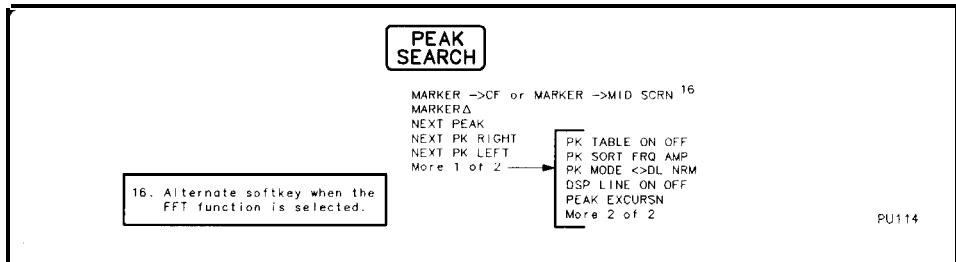 PEAK
SEARCH
MARKER ->CF or MARKER ->MID SCRN 16
MARKERΔ
NEXT PEAK
NEXT PK RIGHT
NEXT PK LEFT
More 1 of 2
PK TABLE ON OFF
PK SORT FRQ AMP
PK MODE <>DL NRM
DSP LINE ON OFF
PEAK EXCURSN
More 2 of 2
16. Alternate softkey when the
FFT function is selected.
PU114